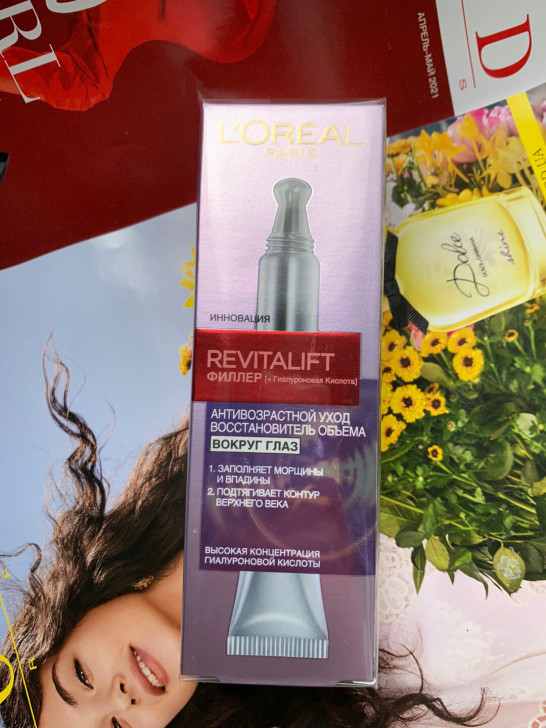 D
S
АПРЕЛЬ-МАЙ 2021
L'ORÉAL
PARIS
Dolce
shine
ИННОВАЦИЯ
REVITALIFT
ФИЛЛЕР [+ Гиалуроновая Кислота]
АНТИВОЗРАСТНОЙ УХОД
ВОССТАНОВИТЕЛЬ ОБЪЕМА
ВОКРУГ ГЛАЗ
1. ЗАПОЛНЯЕТ МОРЩИНЫ
И ВПАДИНЫ
2. ПОДТЯГИВАЕТ КОНТУР
ВЕРХНЕГО ВЕКА
ВЫСОКАЯ КОНЦЕНТРАЦИЯ
ГИАЛУРОНОВОЙ КИСЛОТЫ